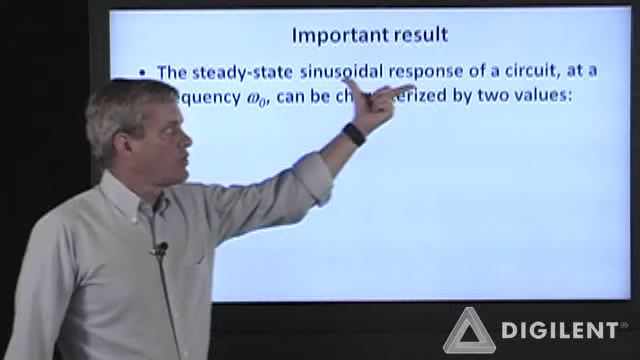 Important result
• The steady-state sinusoidal response of a circuit, at a
frequency ω0, can be characterized by two values:
DIGILENT®